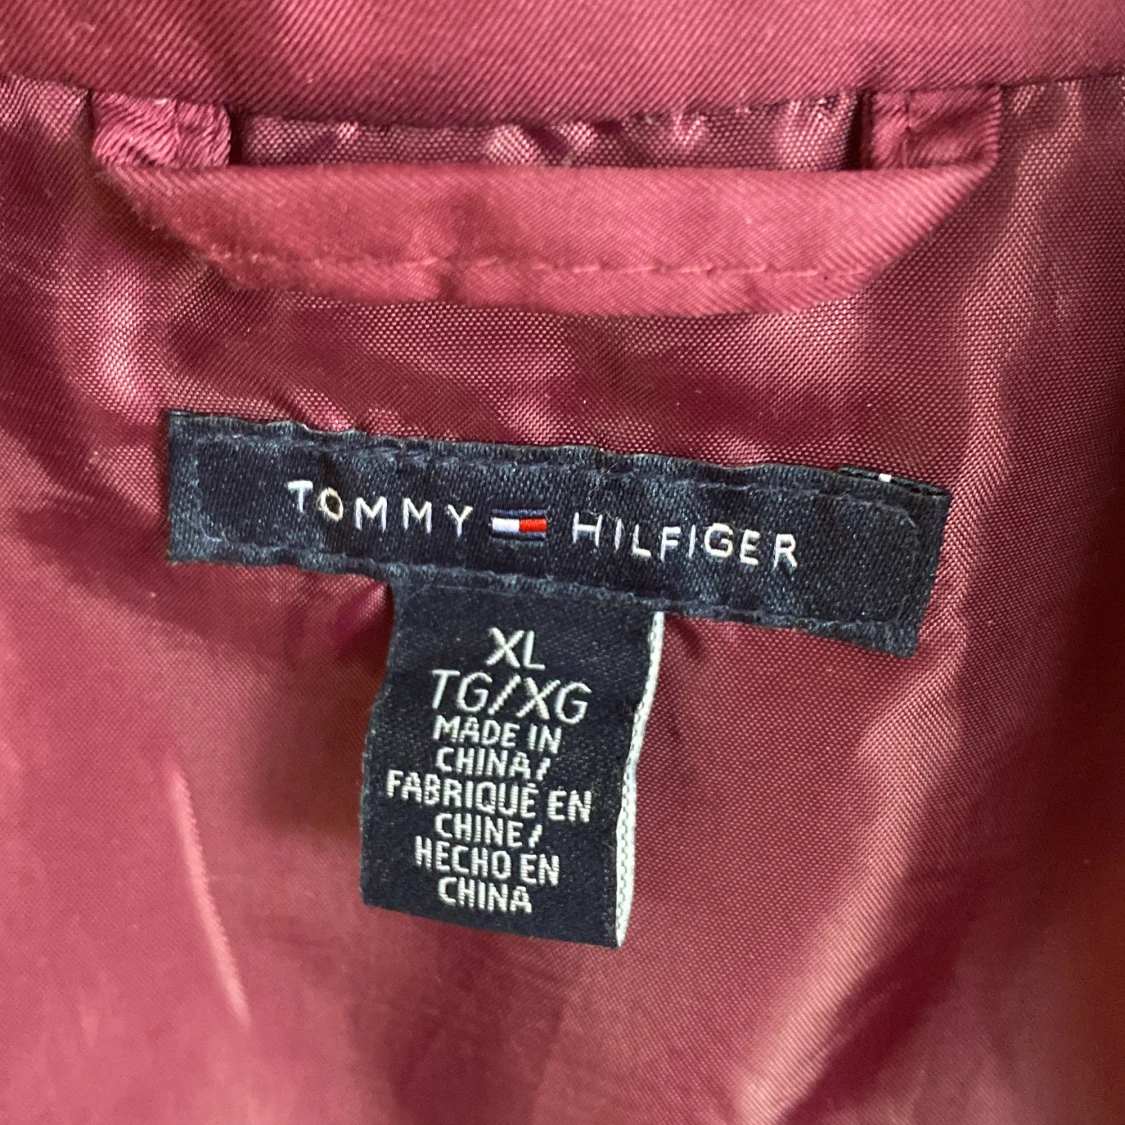 TOMMY HILFIGER
XL
TG/XG
MADE IN
CHINA/
FABRIQUÉ EN
CHINE/
HECHO EN
CHINA